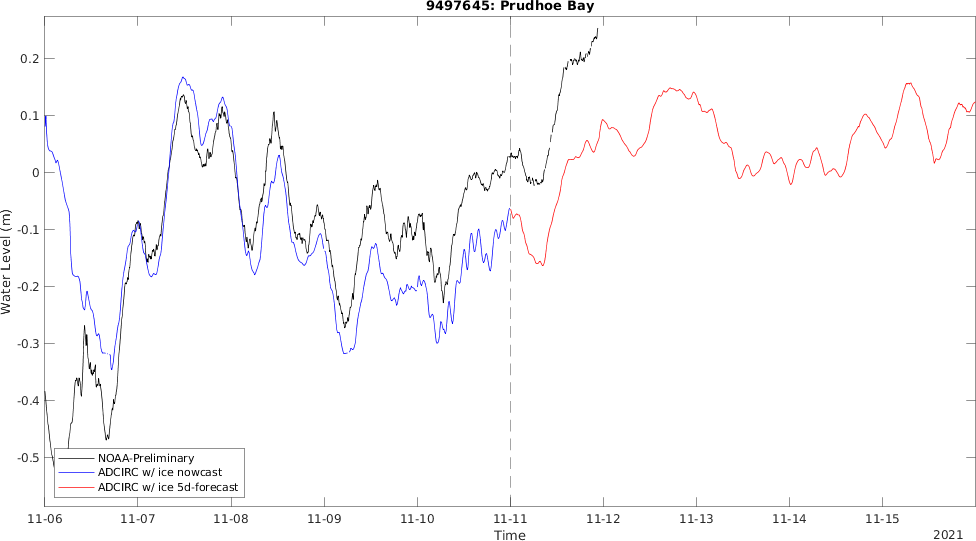 9497645: Prudhoe Bay
Water Level (m)
0.2
0.1
0
-0.1
-0.2
-0.3
-0.4
-0.5
NOAA-Preliminary
ADCIRC w/ ice nowcast
ADCIRC w/ ice 5d-forecast
11-06 11-07 11-08 11-09 11-10 11-11 11-12 11-13 11-14 11-15
Time
2021